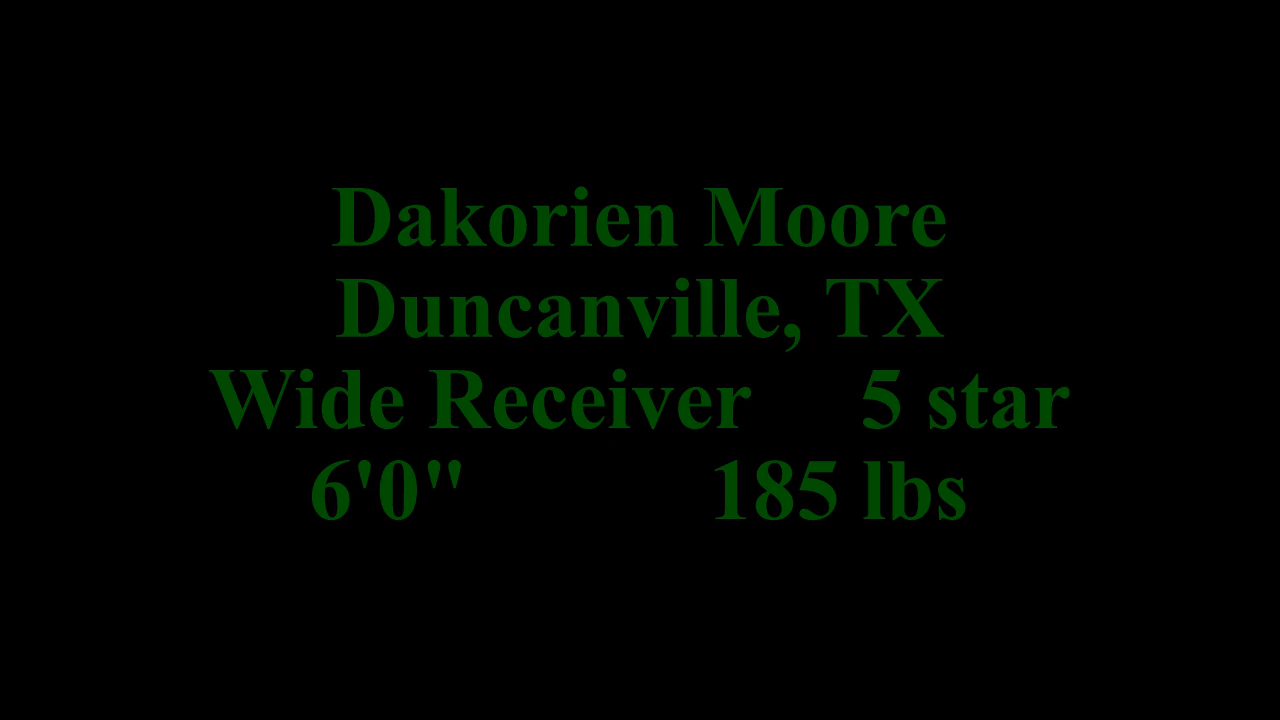 Dakorien Moore
Duncanville, TX
Wide Receiver 5 star
6'0" 185 lbs